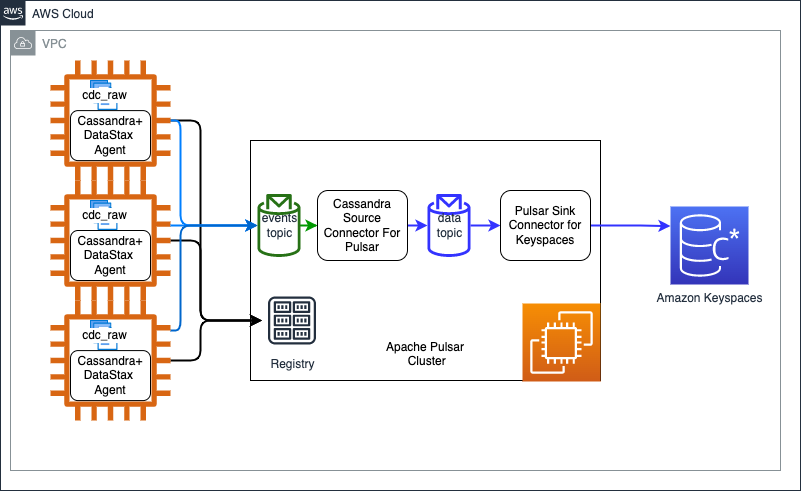 aws
AWS Cloud
VPC
cdc_raw
Cassandra+
DataStax
Agent
cdc_raw
Cassandra+
DataStax
Agent
cdc_raw
Cassandra+
DataStax
Agent
events
topic
Cassandra
Source
Connector For
Pulsar
data
topic
Pulsar Sink
Connector for
Keyspaces
C*
Amazon Keyspaces
Registry
Apache Pulsar
Cluster